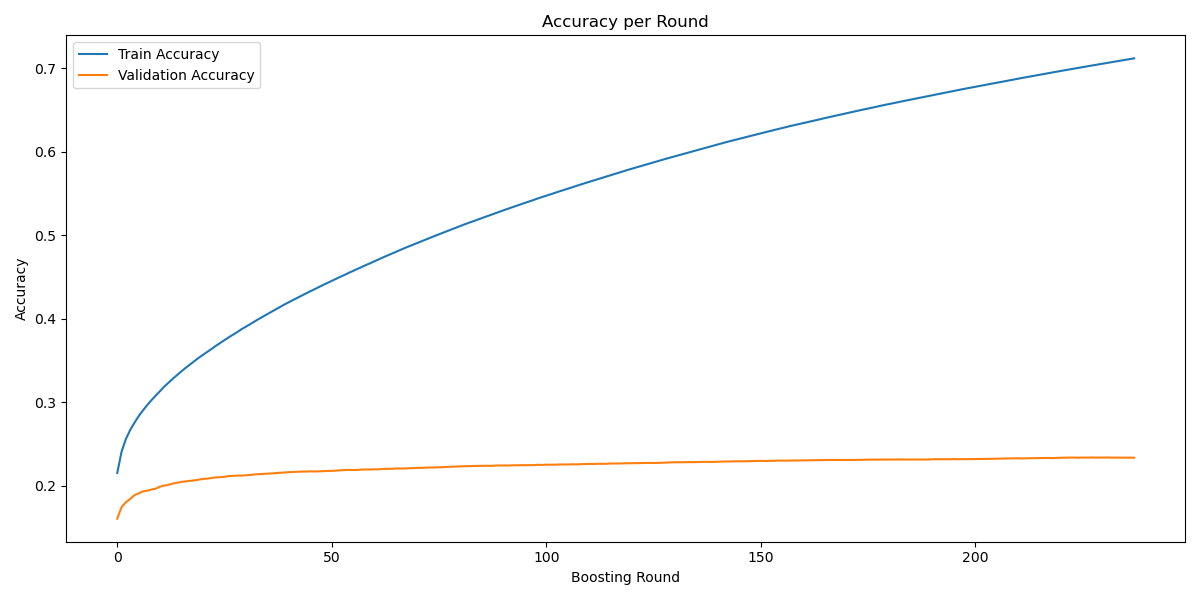 Accuracy per Round
Train Accuracy
Validation Accuracy
Accuracy
0.7
0.6
0.5
0.4
0.3
0.2
0
50
100
150
200
Boosting Round